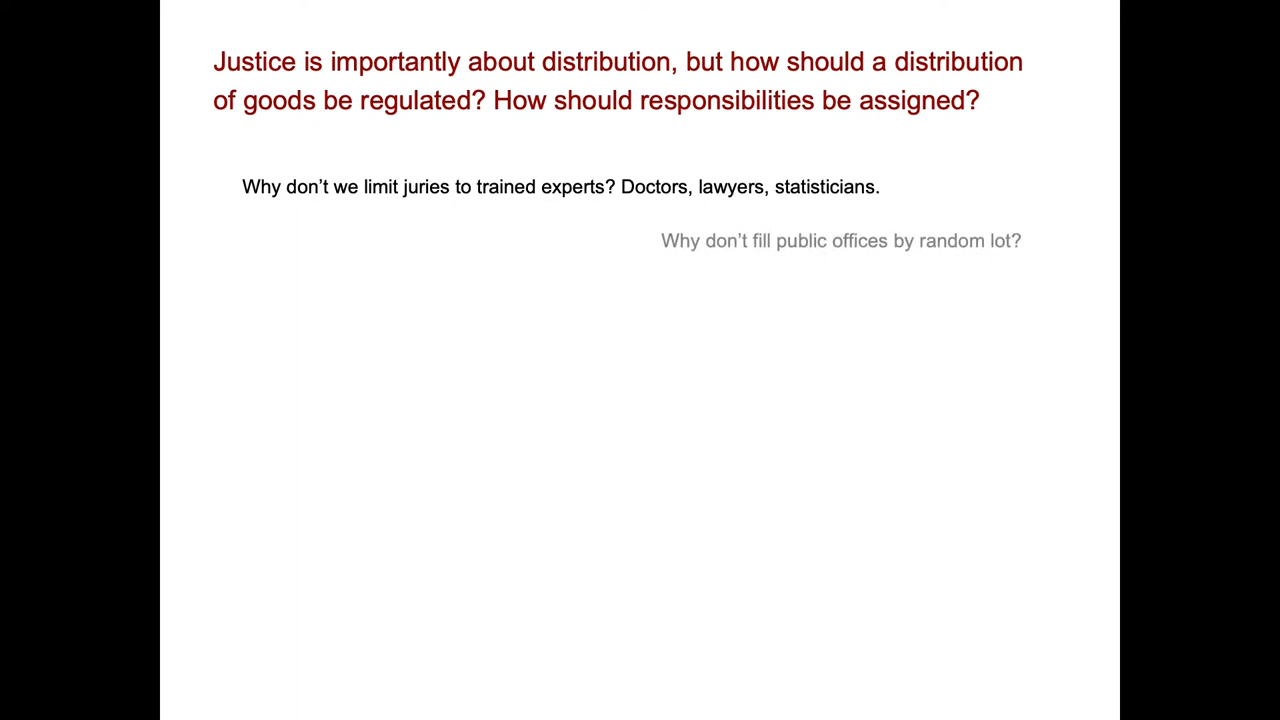 Justice is importantly about distribution, but how should a distribution
of goods be regulated? How should responsibilities be assigned?
Why don’t we limit juries to trained experts? Doctors, lawyers, statisticians.
Why don’t fill public offices by random lot?